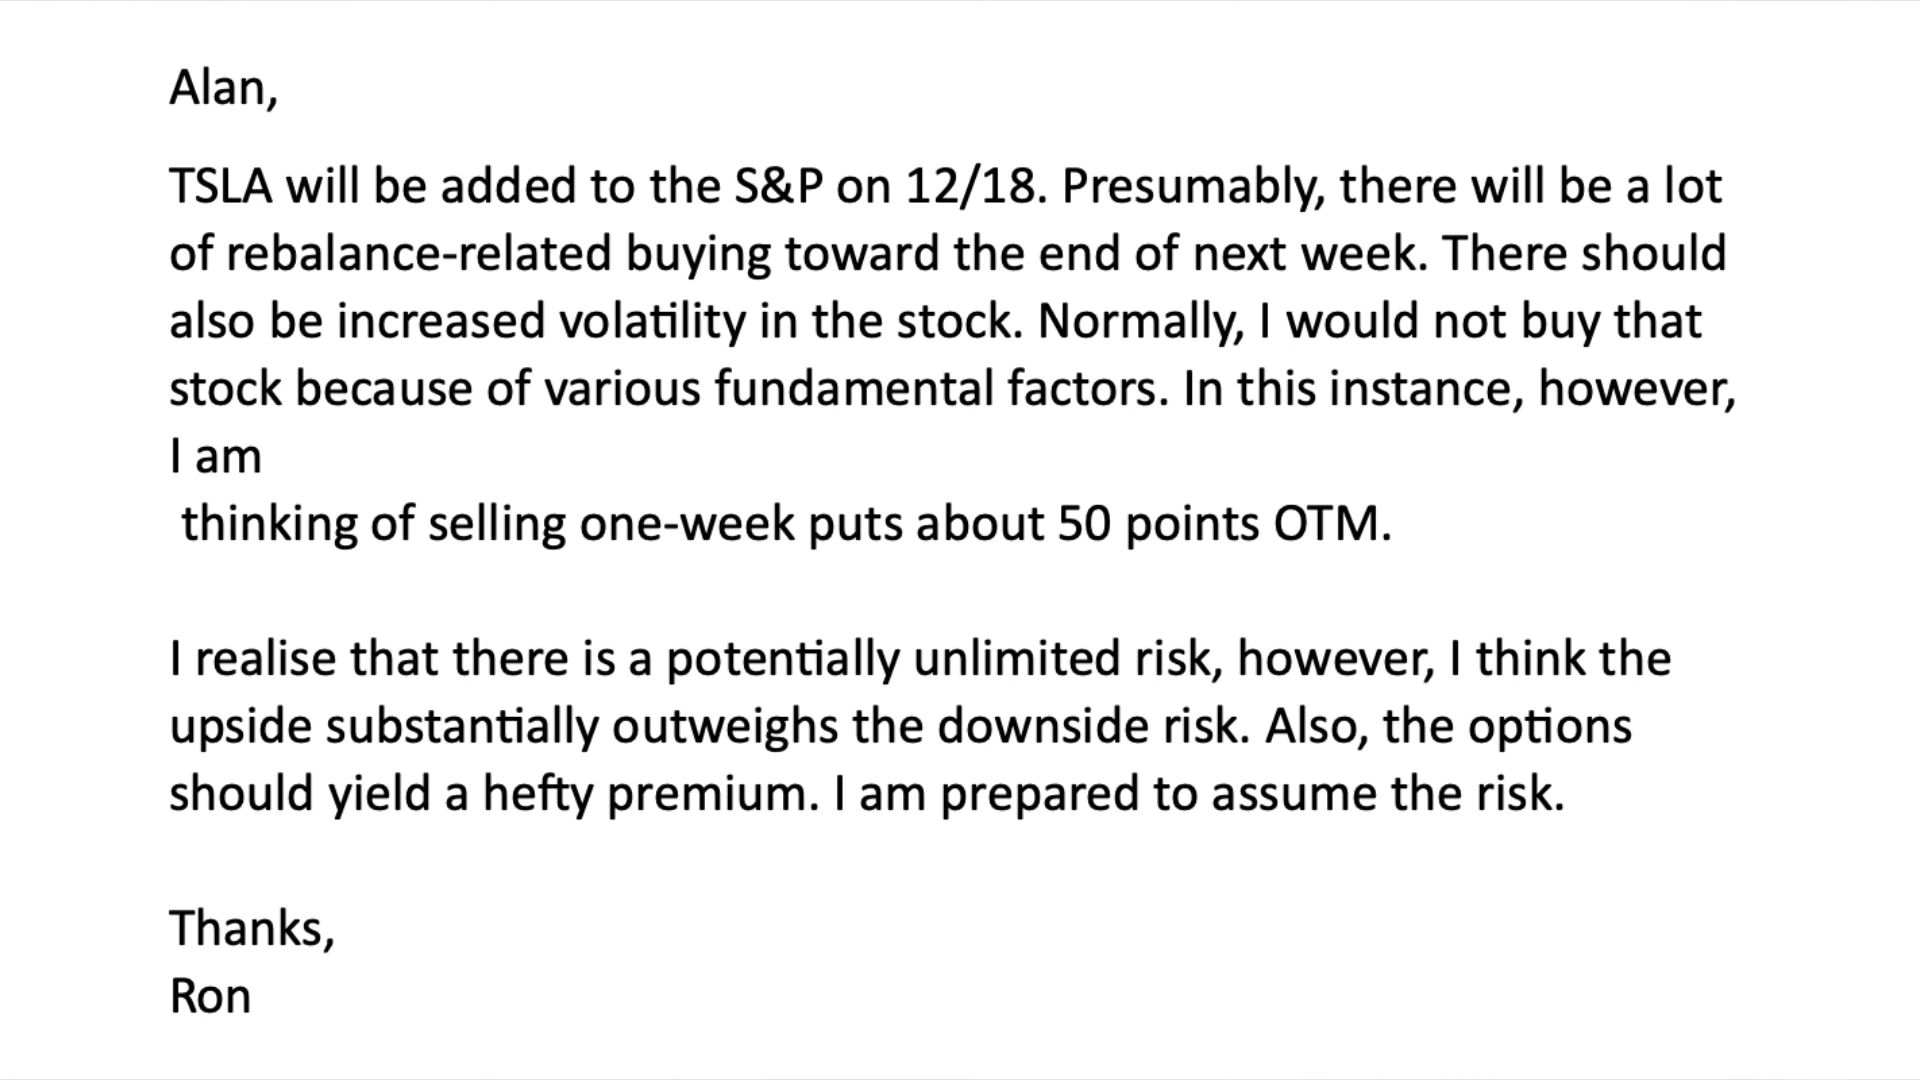 Alan,
TSLA will be added to the S&P on 12/18. Presumably, there will be a lot
of rebalance-related buying toward the end of next week. There should
also be increased volatility in the stock. Normally, I would not buy that
stock because of various fundamental factors. In this instance, however,
I am
thinking of selling one-week puts about 50 points OTM.
I realise that there is a potentially unlimited risk, however, I think the
upside substantially outweighs the downside risk. Also, the options
should yield a hefty premium. I am prepared to assume the risk.
Thanks,
Ron